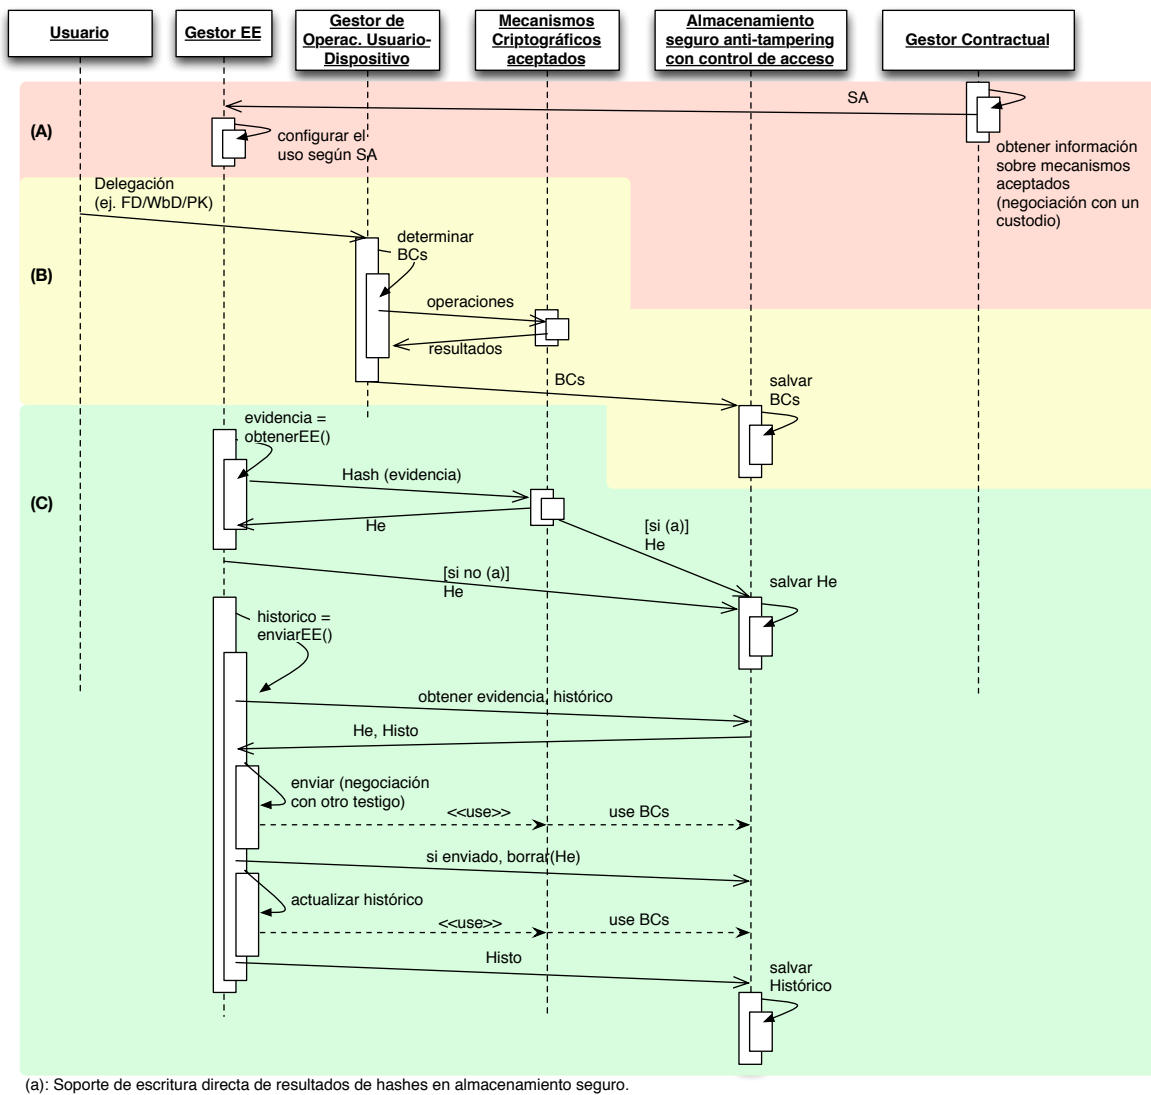 Usuario
Gestor EE
Gestor de
Operac. Usuario-
Dispositivo
Mecanismos
Criptográficos
aceptados
Almacenamiento
seguro anti-tampering
con control de acceso
Gestor Contractual
SA
(A)
configurar el
uso según SA
obtener información
sobre mecanismos
aceptados
(negociación con un
custodio)
Delegación
(ej. FD/WbD/PK)
determinar
BCs
(B)
operaciones
resultados
BCs
salvar
BCs
evidencia =
obtenerEE()
Hash (evidencia)
(C)
He
[si (a)]
He
[si no (a)]
He
salvar He
historico =
enviarEE()
obtener evidencia, histórico
He, Histo
enviar (negociación
con otro testigo)
<<use>>
use BCs
si enviado, borrar(He)
actualizar histórico
<<use>>
use BCs
Histo
salvar
Histórico
(a): Soporte de escritura directa de resultados de hashes en almacenamiento seguro.